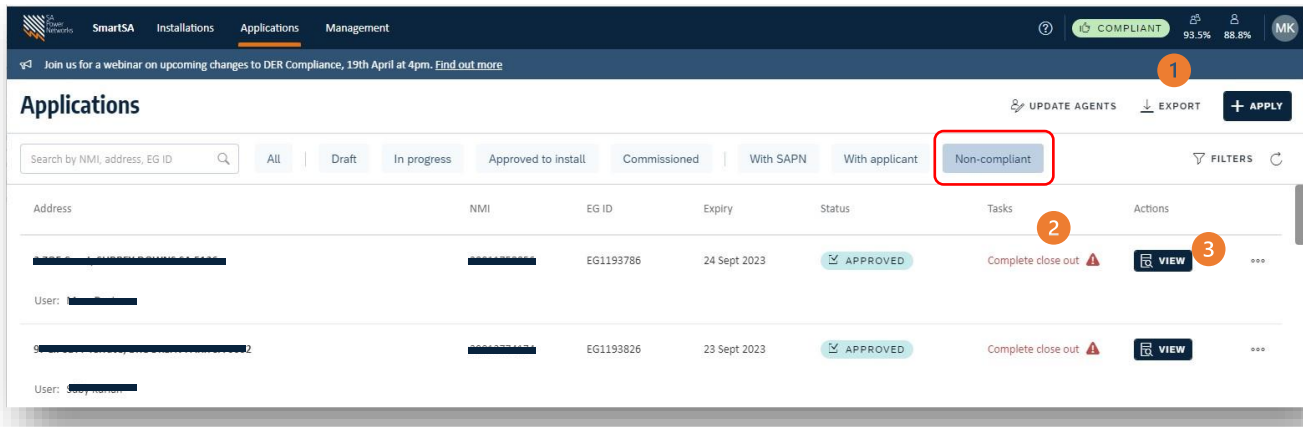 SA Power Networks SmartSA Installations Applications Management COMPLIANT 93.5% 88.8% MK
Join us for a webinar on upcoming changes to DER Compliance, 19th April at 4pm. Find out more
1
Applications UPDATE AGENTS EXPORT + APPLY
Search by NMI, address, EG ID All Draft In progress Approved to install Commissioned With SAPN With applicant Non-compliant FILTERS
Address NMI EG ID Expiry Status Tasks Actions
2
EG1193786 24 Sept 2023 APPROVED Complete close out VIEW 3
User:
EG1193826 23 Sept 2023 APPROVED Complete close out VIEW
User: